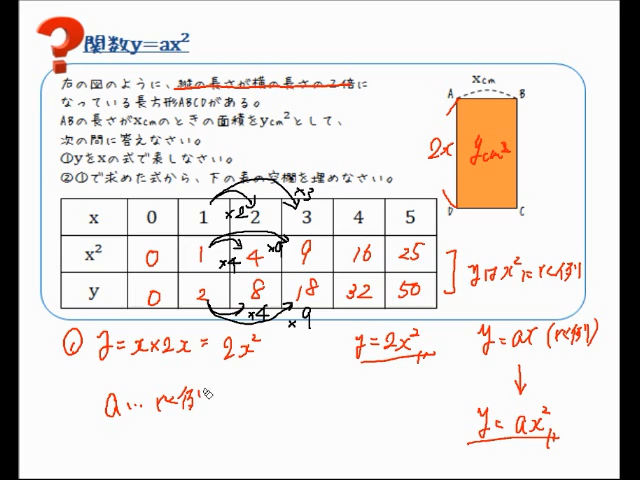 ? 関数y=ax²
右の図のように、縦の長さが横の長さの2倍に
なっている長方形ABCDがある。
ABの長さがxcmのときの面積をycm²として、
次の問に答えなさい。
①yをxの式で表しなさい。
②①で求めた式から、下の表の空欄を埋めなさい。
xcm
A B
2x ycm²
D C
×2 ×3
x 0 1 2 3 4 5
x² 0 1 4 9 16 25
×4 ×9
y 0 2 8 18 32 50
×4 ×9
yはx²に比例
① y=x×2x=2x²
y=2x²
y=ax (比例)
↓
y=ax²
a…比例